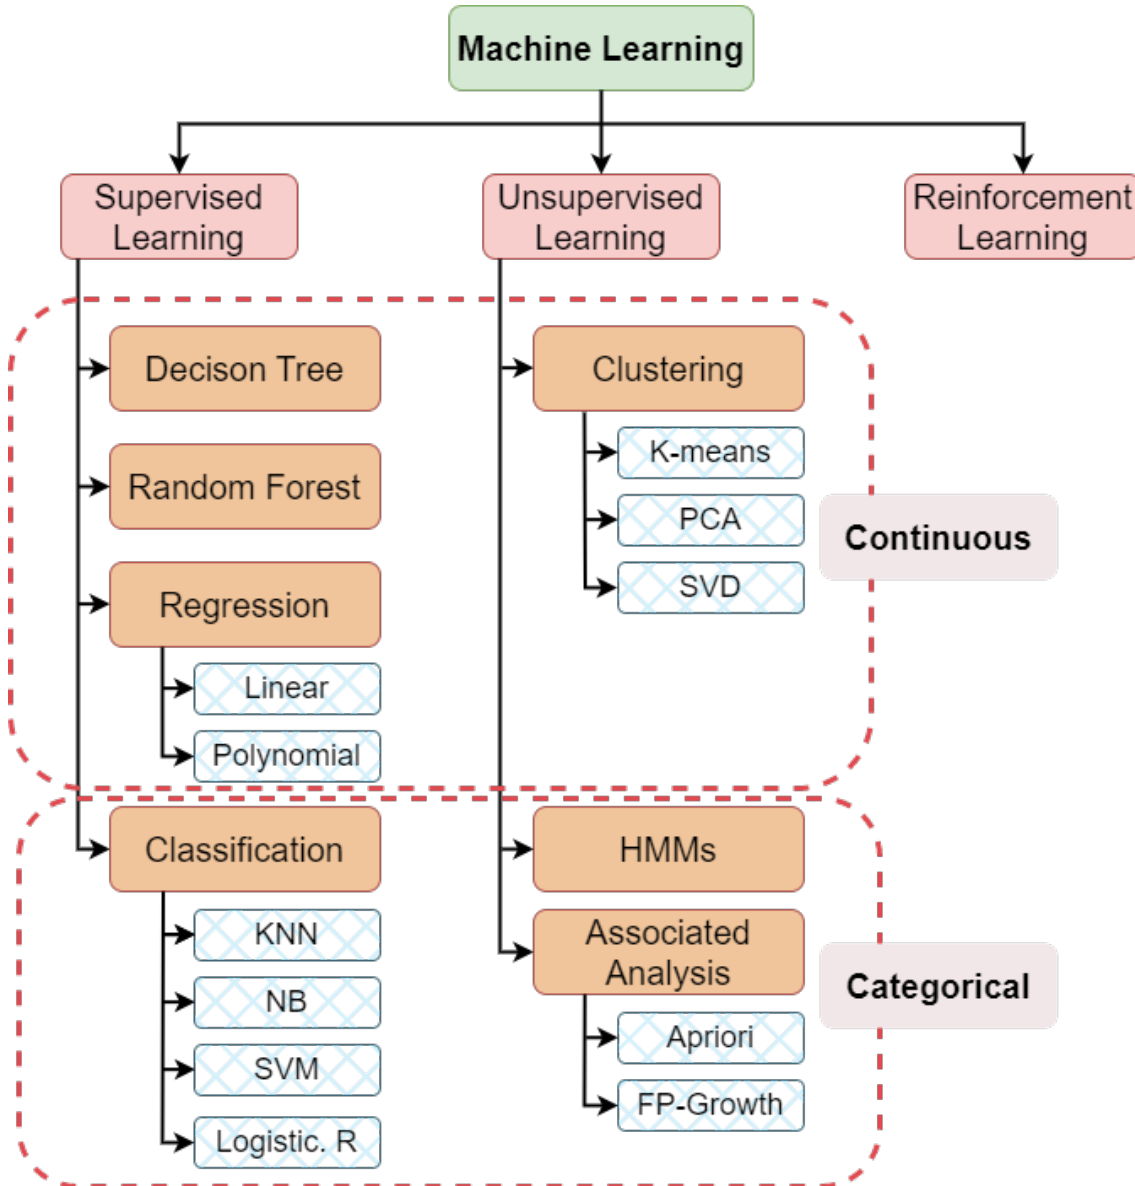 Machine Learning
Supervised
Learning
Unsupervised
Learning
Reinforcement
Learning
Decison Tree
Random Forest
Regression
Linear
Polynomial
Clustering
K-means
PCA
SVD
Continuous
Classification
KNN
NB
SVM
Logistic. R
HMMs
Associated
Analysis
Apriori
FP-Growth
Categorical